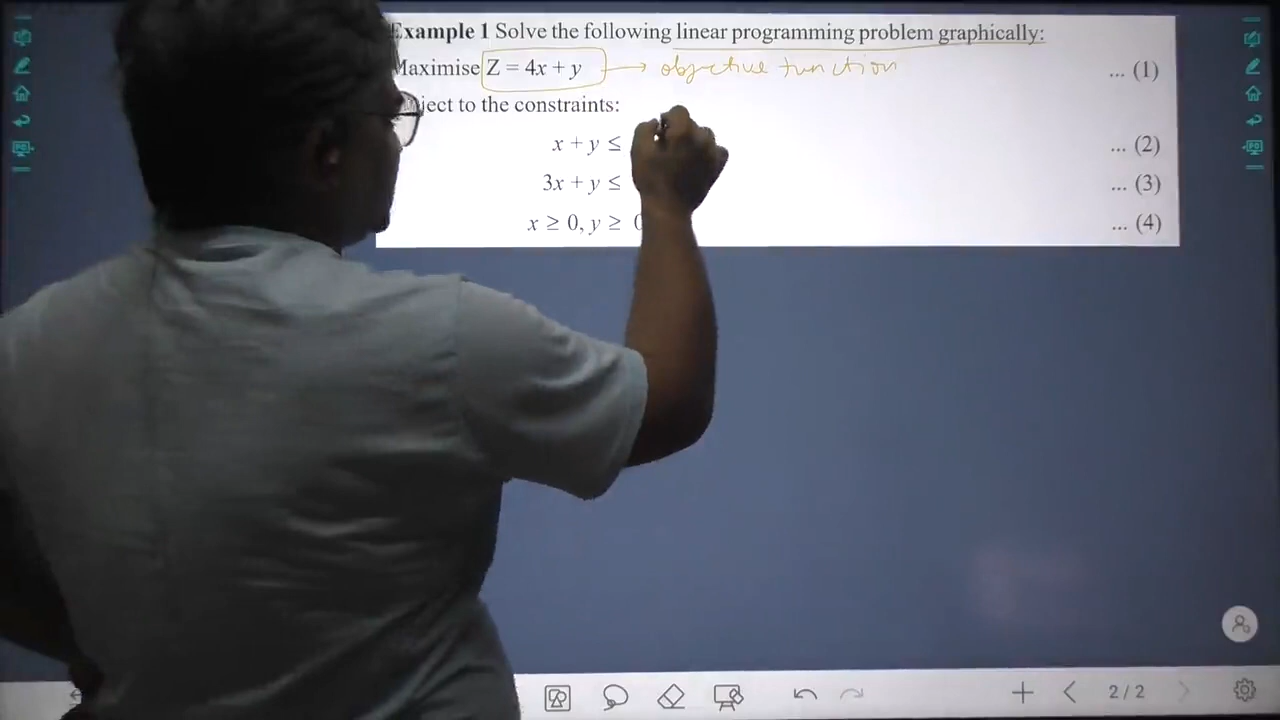 Example 1 Solve the following linear programming problem graphically:
Maximise Z = 4x + y → objective function ... (1)
ject to the constraints:
x + y ≤ ... (2)
3x + y ≤ ... (3)
x ≥ 0, y ≥ 0 ... (4)
2 / 2